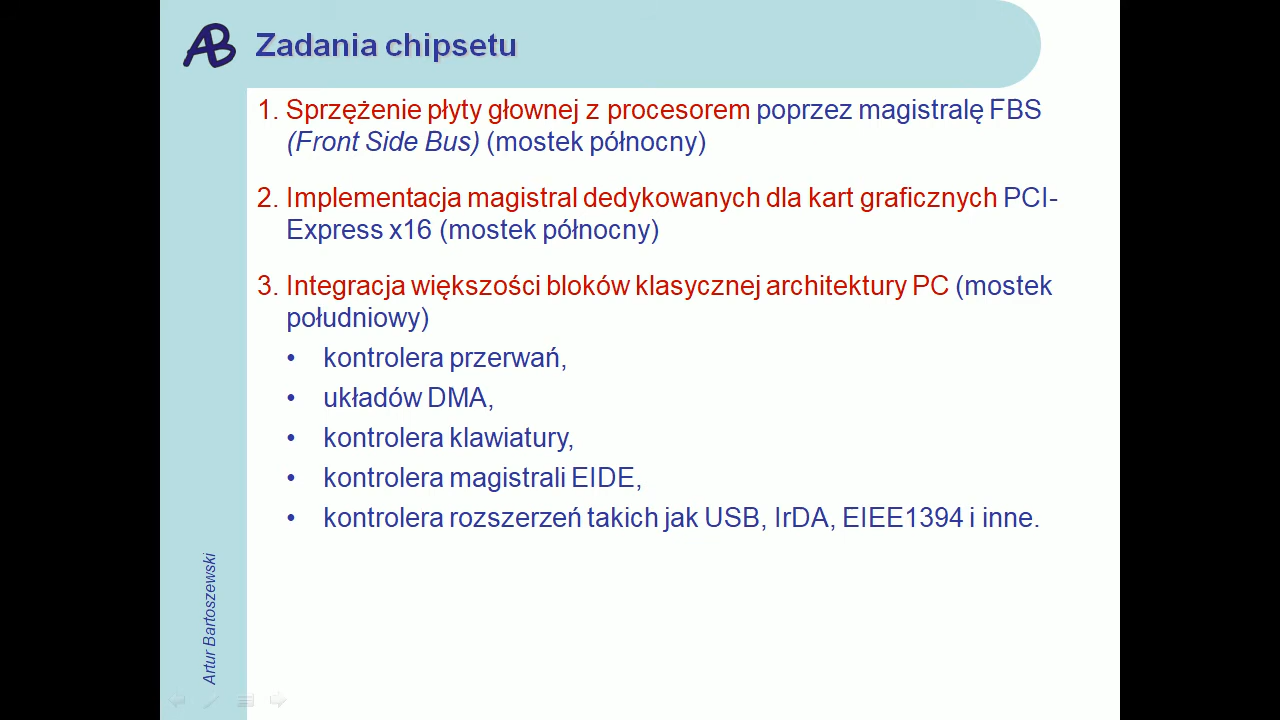 AB
Zadania chipsetu
1. Sprzężenie płyty głownej z procesorem poprzez magistralę FBS
(Front Side Bus) (mostek północny)
2. Implementacja magistral dedykowanych dla kart graficznych PCI-
Express x16 (mostek północny)
3. Integracja większości bloków klasycznej architektury PC (mostek
południowy)
• kontrolera przerwań,
• układów DMA,
• kontrolera klawiatury,
• kontrolera magistrali EIDE,
• kontrolera rozszerzeń takich jak USB, IrDA, EIEE1394 i inne.
Artur Bartoszewski